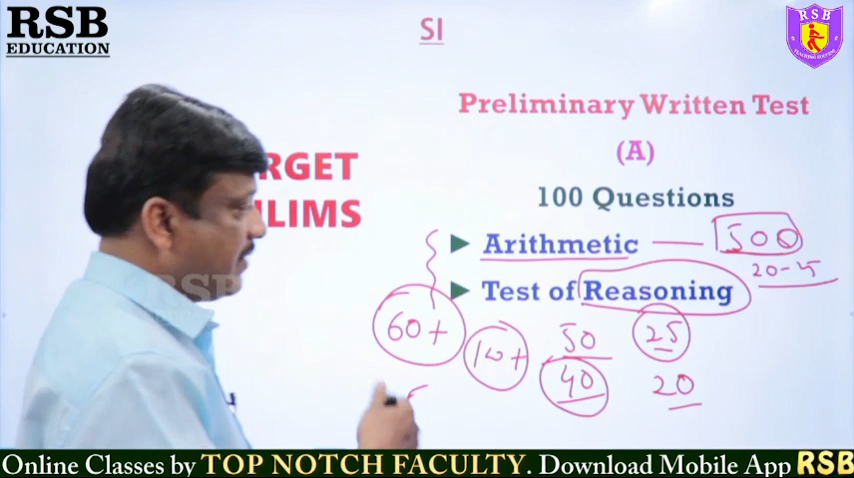 RSB
EDUCATION
SI
RSB
Preliminary Written Test
(A)
RGET
LIMS
100 Questions
▶ Arithmetic — 500
20-25
▶ Test of Reasoning
RSB
60+
10+
50
25
40
20
Online Classes by TOP NOTCH FACULTY. Download Mobile App RSB